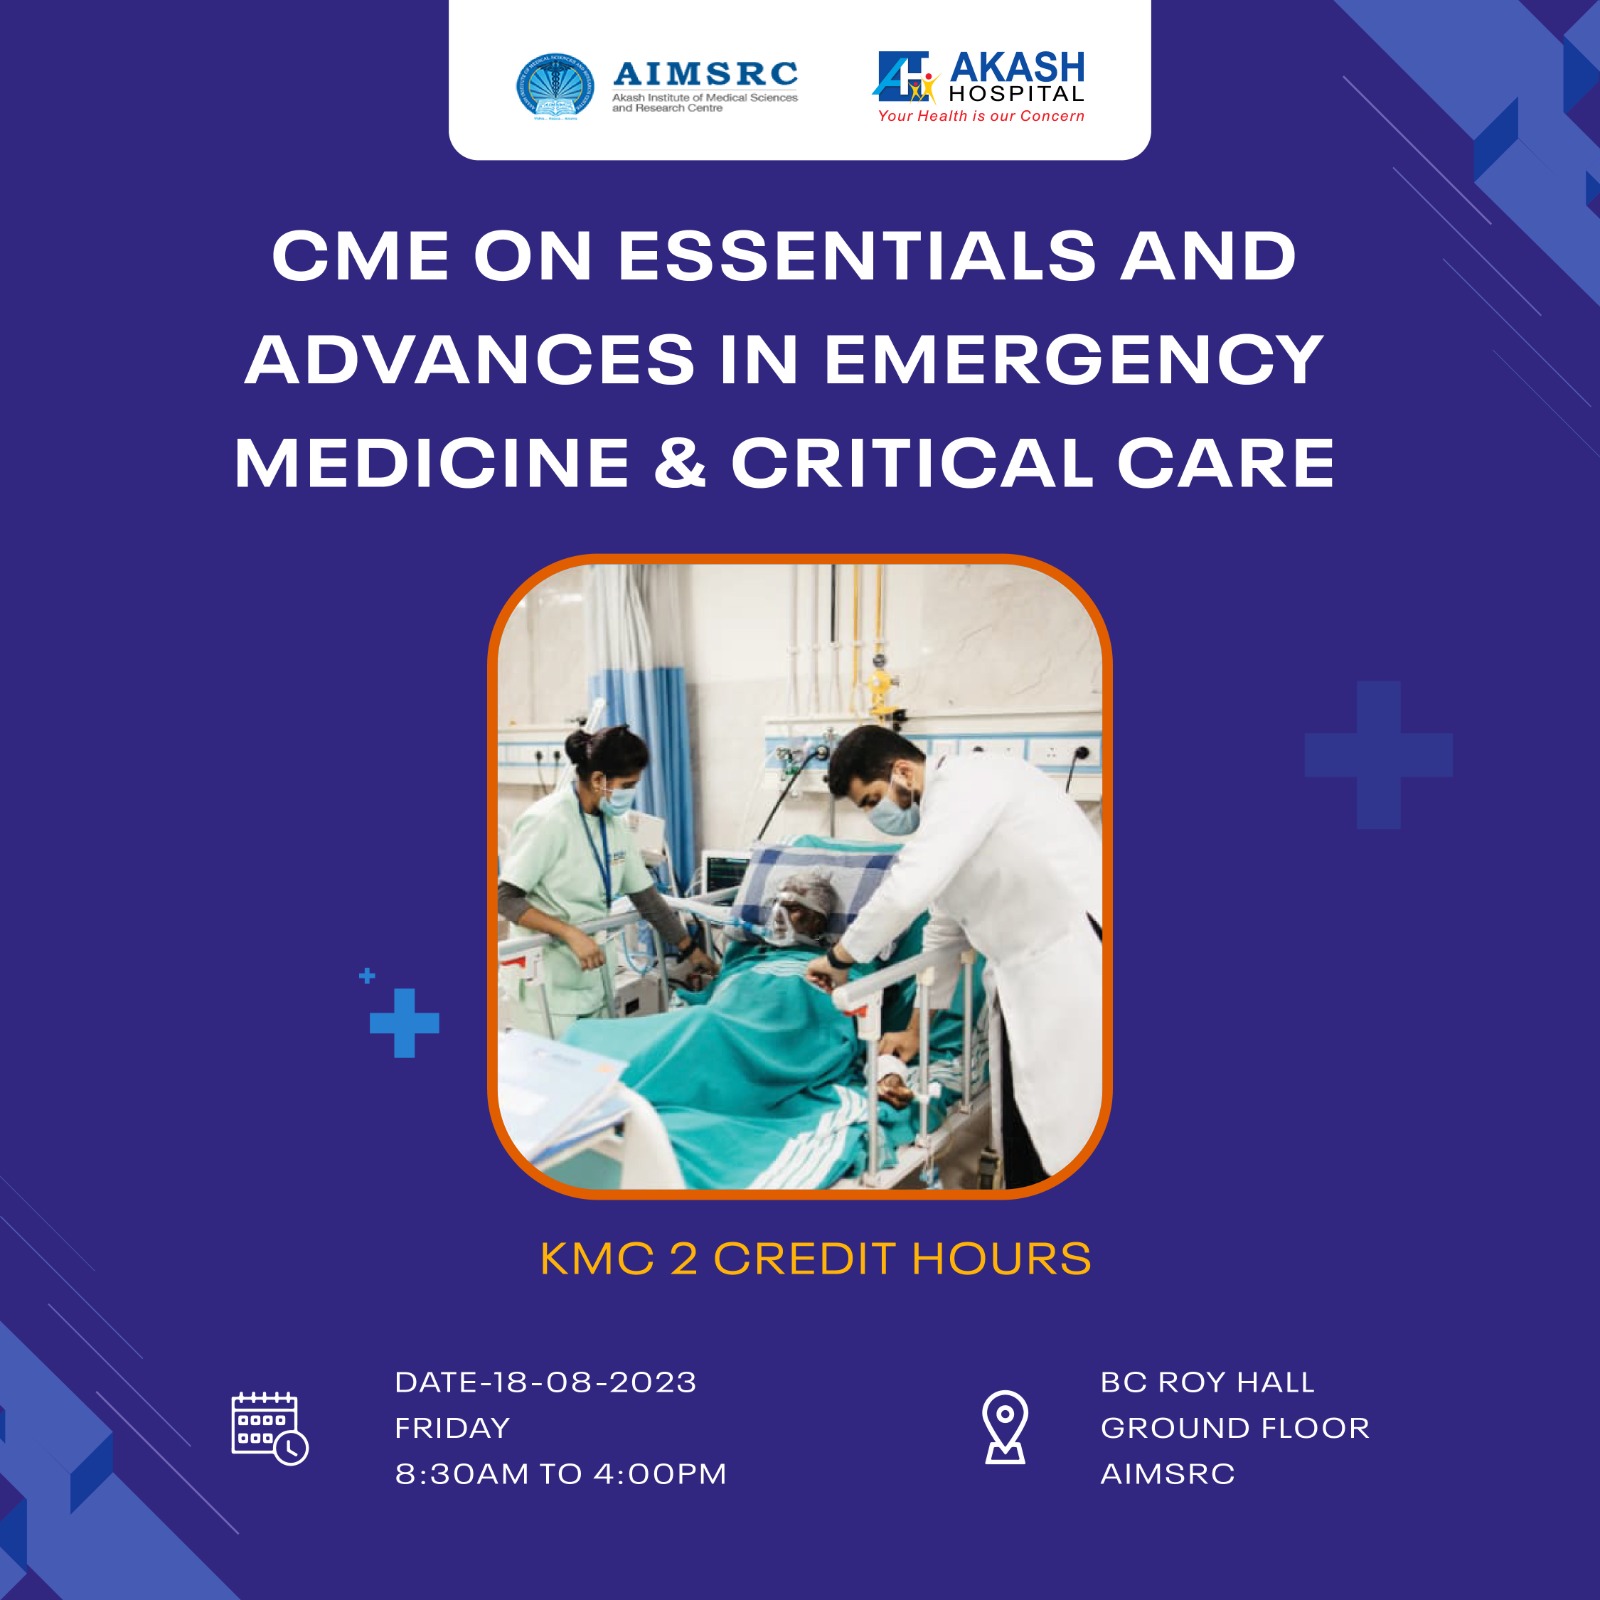 AIMSRC
Akash Institute of Medical Sciences
and Research Centre
AKASH
HOSPITAL
Your Health is our Concern
CME ON ESSENTIALS AND
ADVANCES IN EMERGENCY
MEDICINE & CRITICAL CARE
KMC 2 CREDIT HOURS
DATE-18-08-2023
FRIDAY
8:30AM TO 4:00PM
BC ROY HALL
GROUND FLOOR
AIMSRC